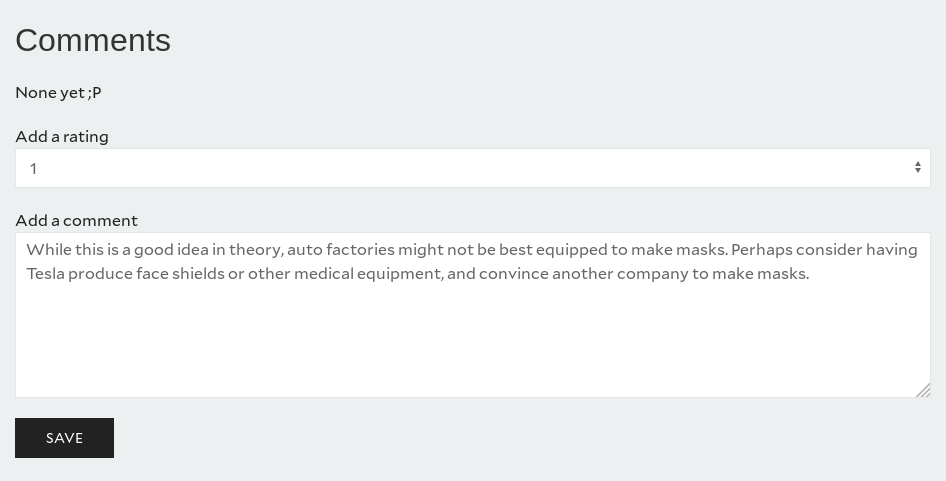 Comments
None yet ;P
Add a rating
1
Add a comment
While this is a good idea in theory, auto factories might not be best equipped to make masks. Perhaps consider having
Tesla produce face shields or other medical equipment, and convince another company to make masks.
SAVE